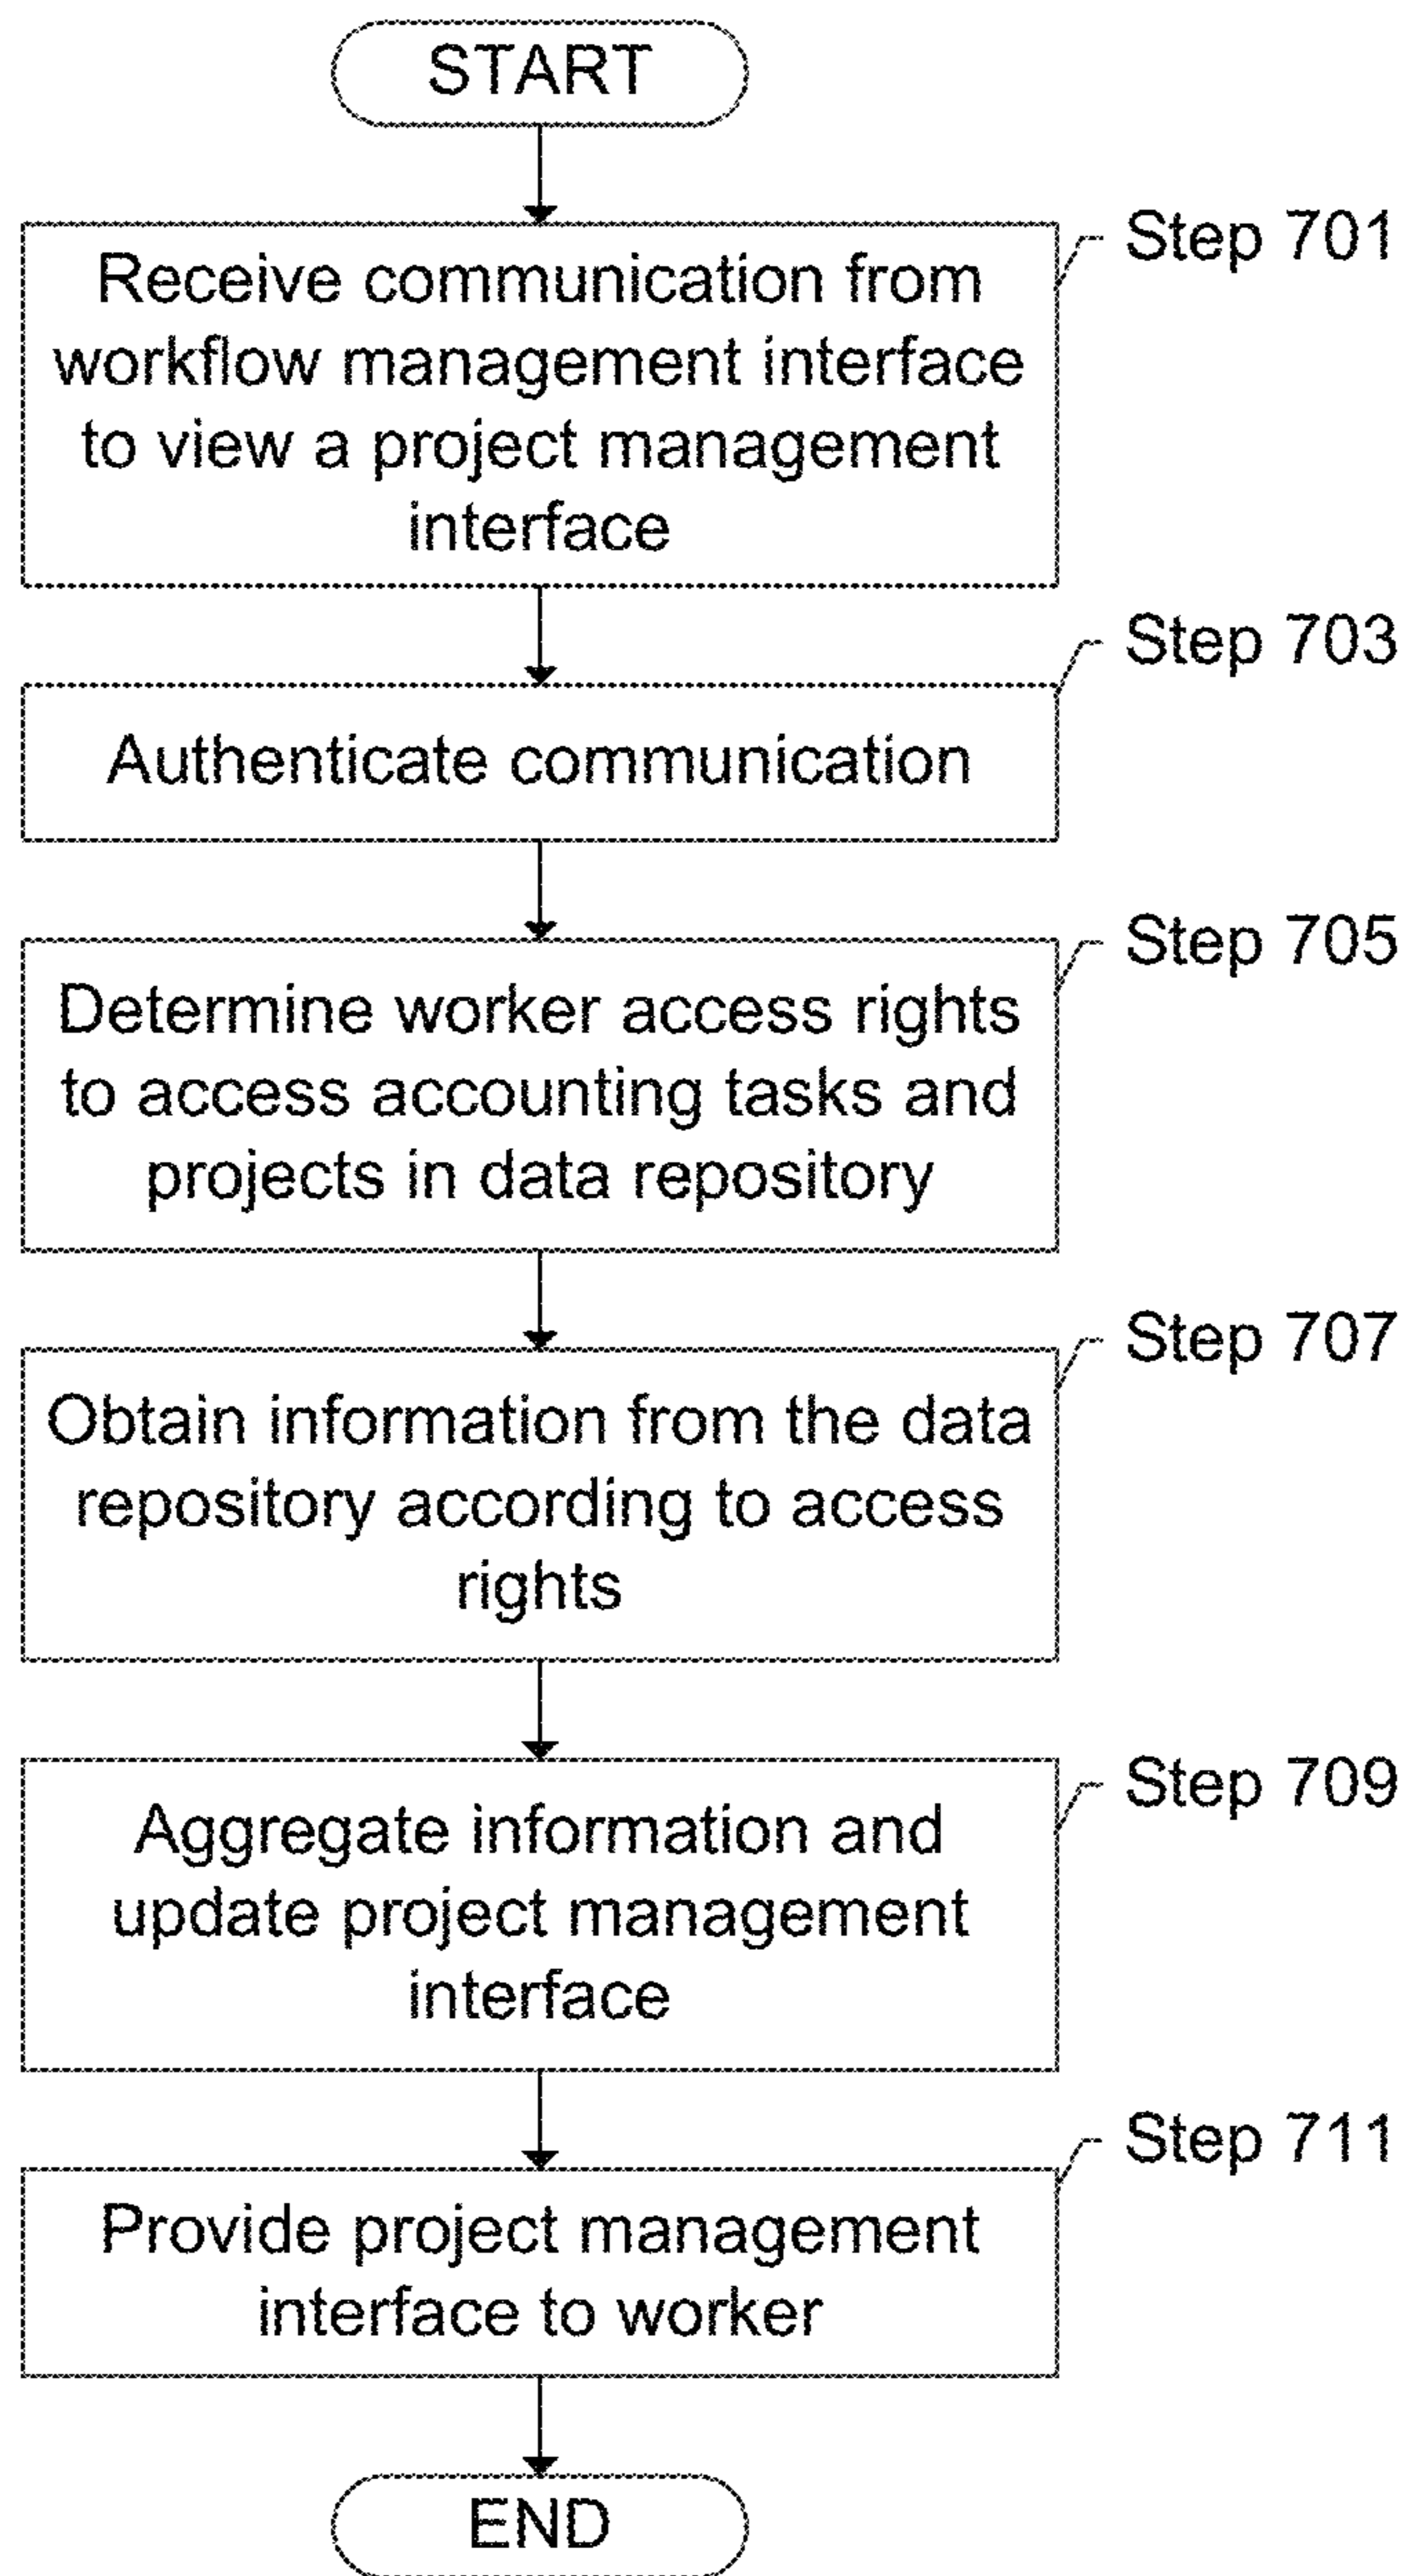 START
Step 701
Receive communication from
workflow management interface
to view a project management
interface
Step 703
Authenticate communication
Step 705
Determine worker access rights
to access accounting tasks and
projects in data repository
Step 707
Obtain information from the data
repository according to access
rights
Step 709
Aggregate information and
update project management
interface
Step 711
Provide project management
interface to worker
END